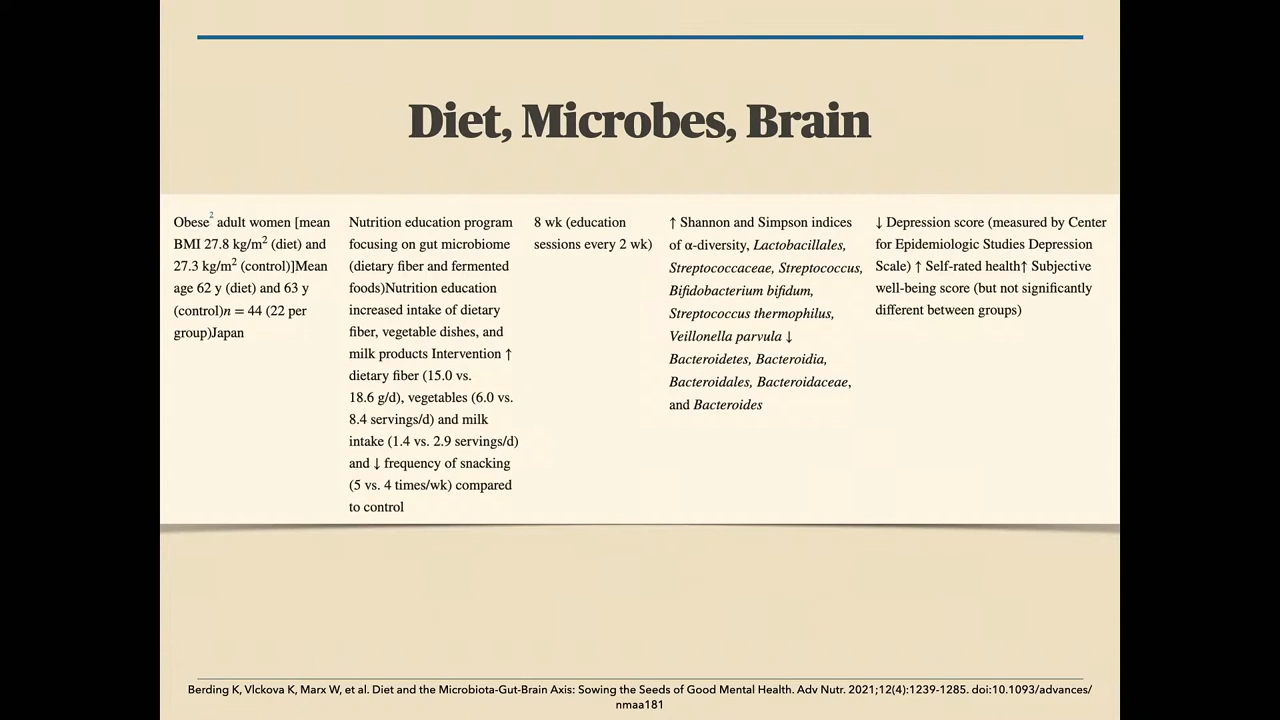 Diet, Microbes, Brain
Obese² adult women [mean
BMI 27.8 kg/m² (diet) and
27.3 kg/m² (control)]Mean
age 62 y (diet) and 63 y
(control)n = 44 (22 per
group)Japan
Nutrition education program
focusing on gut microbiome
(dietary fiber and fermented
foods)Nutrition education
increased intake of dietary
fiber, vegetable dishes, and
milk products Intervention ↑
dietary fiber (15.0 vs.
18.6 g/d), vegetables (6.0 vs.
8.4 servings/d) and milk
intake (1.4 vs. 2.9 servings/d)
and ↓ frequency of snacking
(5 vs. 4 times/wk) compared
to control
8 wk (education
sessions every 2 wk)
↑ Shannon and Simpson indices
of α-diversity, Lactobacillales,
Streptococcaceae, Streptococcus,
Bifidobacterium bifidum,
Streptococcus thermophilus,
Veillonella parvula ↓
Bacteroidetes, Bacteroidia,
Bacteroidales, Bacteroidaceae,
and Bacteroides
↓ Depression score (measured by Center
for Epidemiologic Studies Depression
Scale) ↑ Self-rated health↑ Subjective
well-being score (but not significantly
different between groups)
Berding K, Vlckova K, Marx W, et al. Diet and the Microbiota-Gut-Brain Axis: Sowing the Seeds of Good Mental Health. Adv Nutr. 2021;12(4):1239-1285. doi:10.1093/advances/
nmaa181